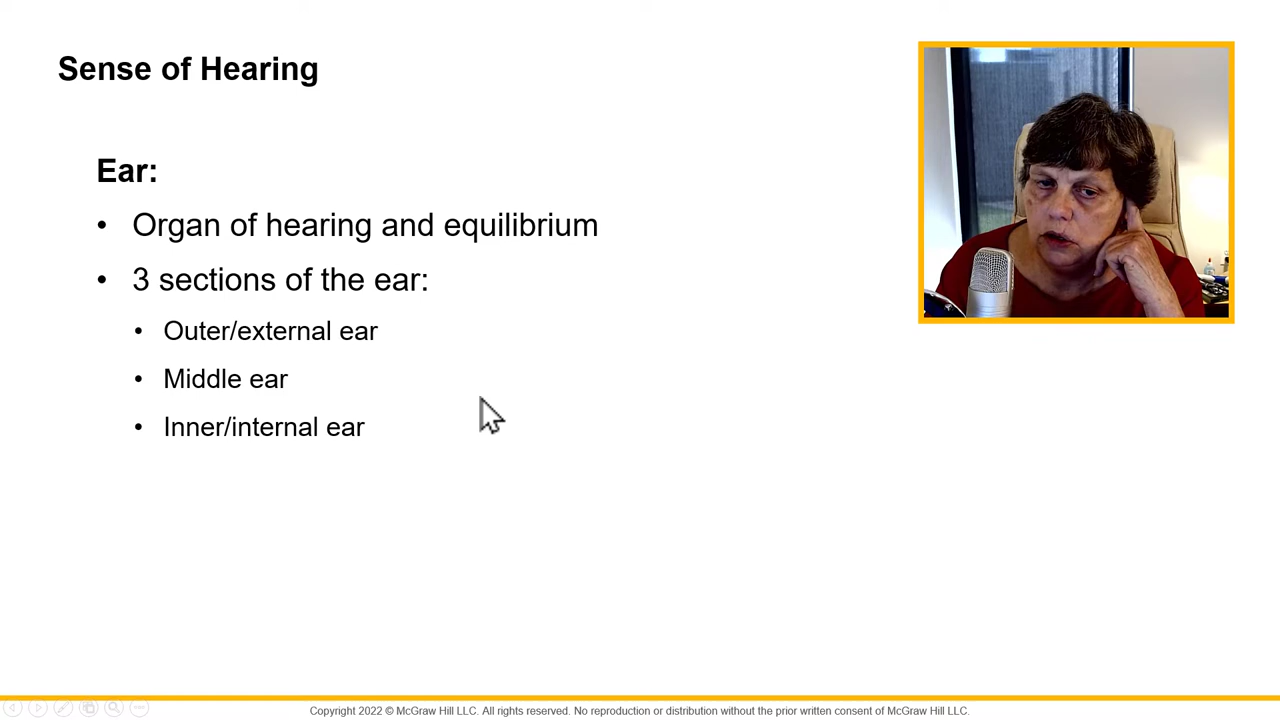 Sense of Hearing
Ear:
• Organ of hearing and equilibrium
• 3 sections of the ear:
• Outer/external ear
• Middle ear
• Inner/internal ear
Copyright 2022 © McGraw Hill LLC. All rights reserved. No reproduction or distribution without the prior written consent of McGraw Hill LLC.